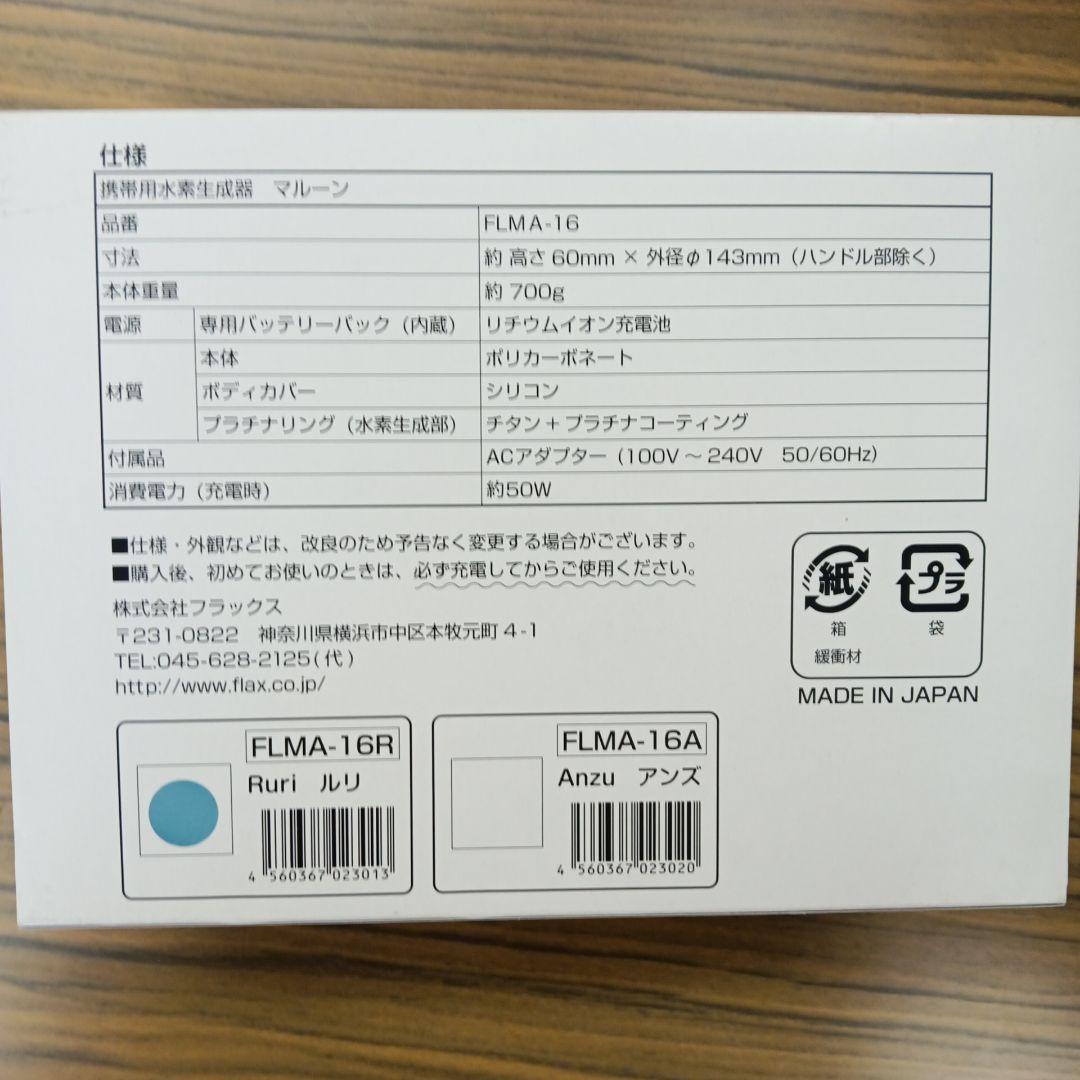 仕様
携帯用水素生成器　マルーン
品番 FLMA-16
寸法 約 高さ 60mm × 外径φ143mm（ハンドル部除く）
本体重量 約 700g
電源 専用バッテリーパック（内蔵） リチウムイオン充電池
材質 本体 ポリカーボネート
ボディカバー シリコン
プラチナリング（水素生成部） チタン＋プラチナコーティング
付属品 ACアダプター（100V～240V　50/60Hz）
消費電力（充電時） 約50W
■仕様・外観などは、改良のため予告なく変更する場合がございます。
■購入後、初めてお使いのときは、必ず充電してからご使用ください。
株式会社フラックス
〒231-0822　神奈川県横浜市中区本牧元町 4-1
TEL:045-628-2125(代)
http://www.flax.co.jp/
紙 プラ
箱 袋
緩衝材
MADE IN JAPAN
FLMA-16R
Ruri　ルリ
4 560367 023013
FLMA-16A
Anzu　アンズ
4 560367 023020